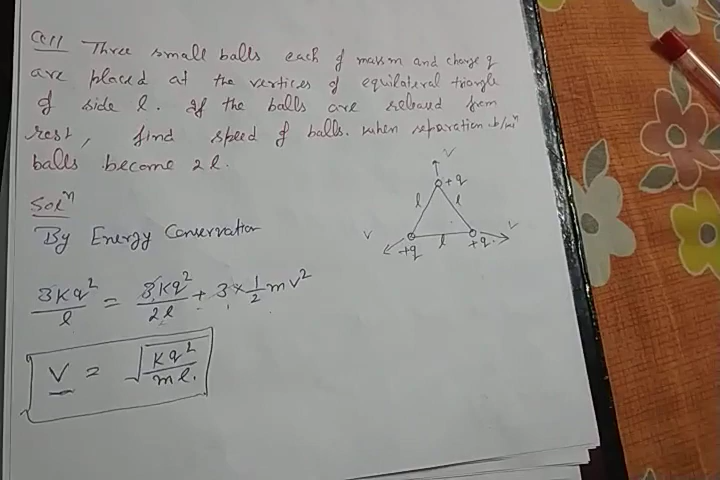 Q11 Three small balls each of mass m and charge q
are placed at the vertices of equilateral triangle
of side l. If the balls are released from
rest, find speed of balls. when separation b/wⁿ
balls become 2l.
Solⁿ
By Energy Conservation
3Kq²/l = 3Kq²/2l + 3 × 1/2 mv²
V = √(Kq²/ml.)
V
+q
l l
V +q l +q V